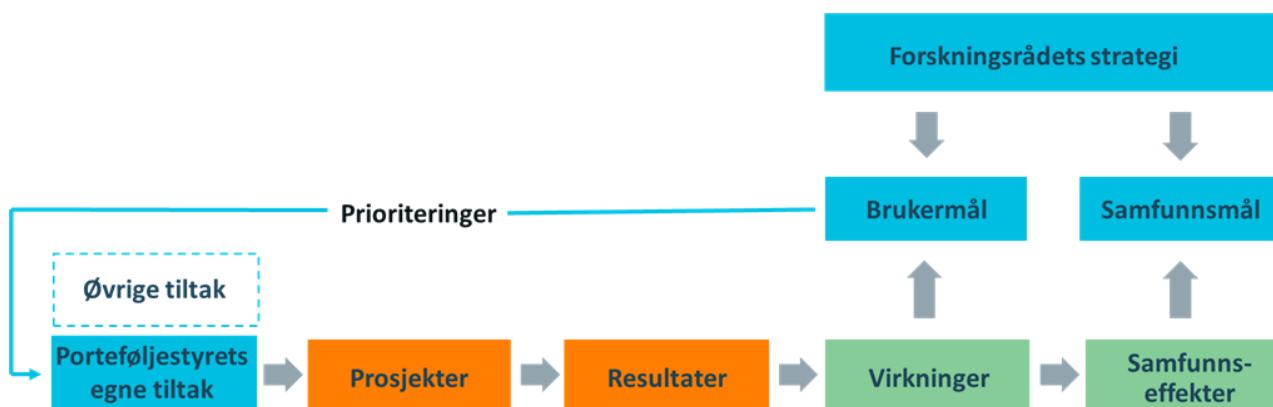 Forskningsrådets strategi
Prioriteringer
Brukermål
Samfunnsmål
Øvrige tiltak
Porteføljestyrets
egne tiltak
Prosjekter
Resultater
Virkninger
Samfunns-
effekter